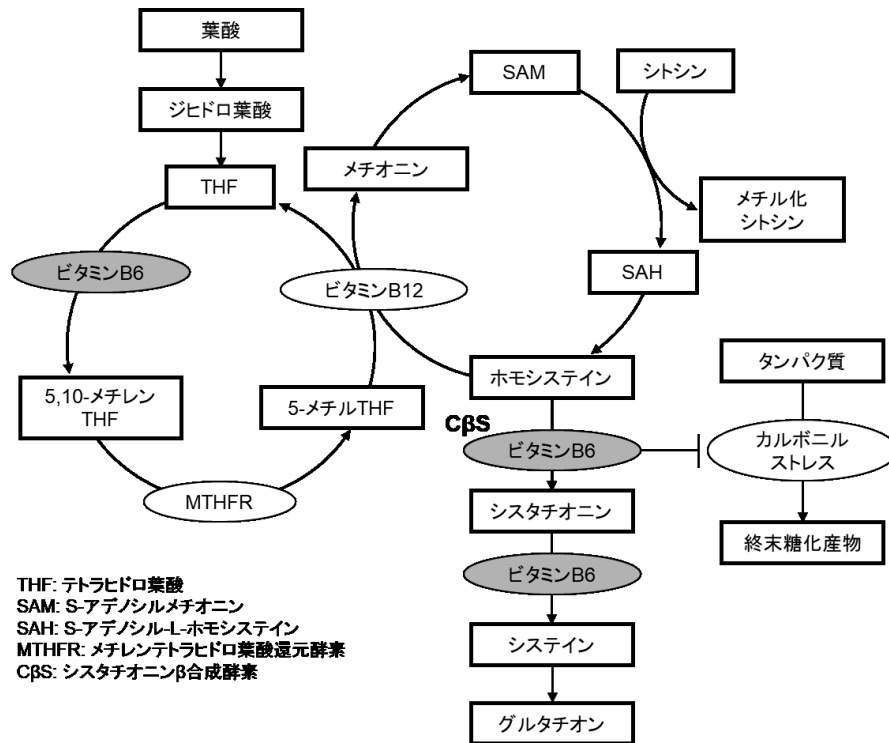 葉酸
ジヒドロ葉酸
THF
ビタミンB6
5,10-メチレン
THF
MTHFR
5-メチルTHF
ビタミンB12
メチオニン
SAM
シトシン
メチル化
シトシン
SAH
ホモシステイン
CβS
ビタミンB6
シスタチオニン
ビタミンB6
システイン
グルタチオン
タンパク質
カルボニル
ストレス
終末糖化産物
THF: テトラヒドロ葉酸
SAM: S-アデノシルメチオニン
SAH: S-アデノシル-L-ホモシステイン
MTHFR: メチレンテトラヒドロ葉酸還元酵素
CβS: シスタチオニンβ合成酵素